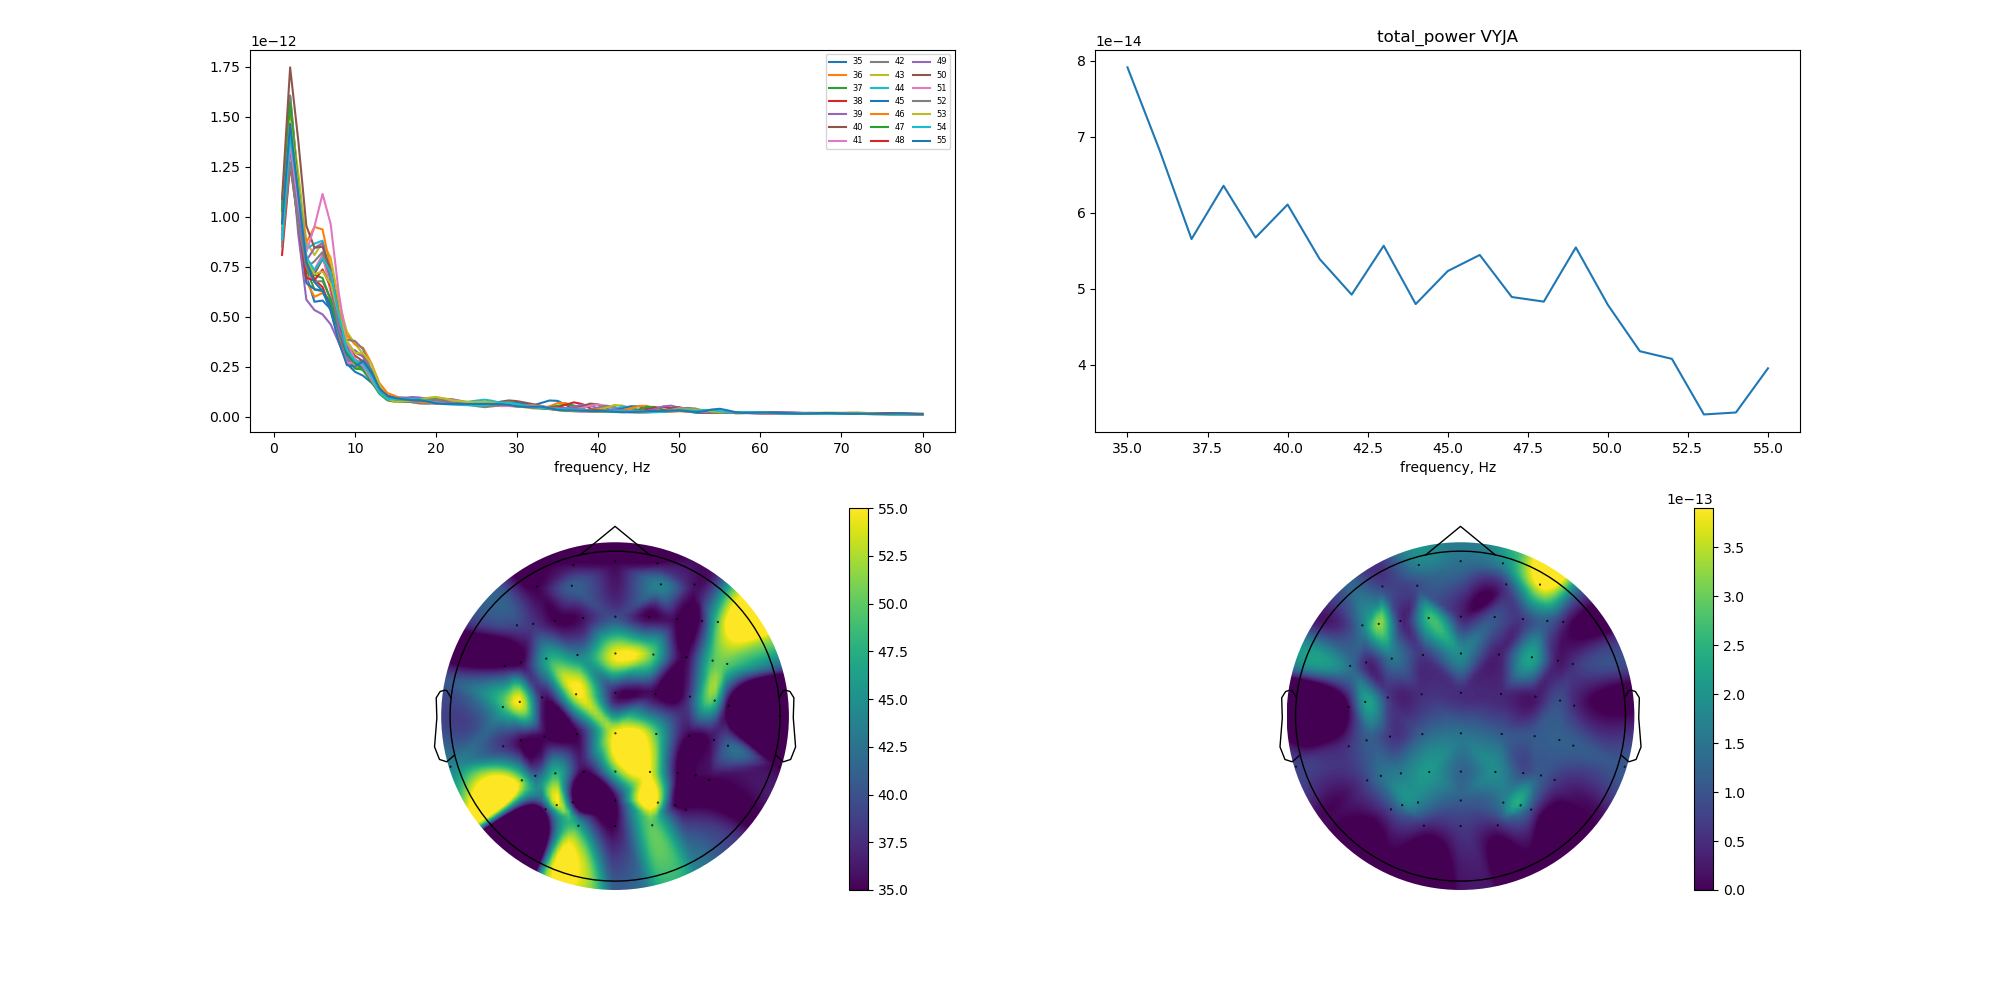 1e−12
1.75
1.50
1.25
1.00
0.75
0.50
0.25
0.00
0 10 20 30 40 50 60 70 80
frequency, Hz
35 42 49
36 43 50
37 44 51
38 45 52
39 46 53
40 47 54
41 48 55
total_power VYJA
1e−14
8
7
6
5
4
35.0 37.5 40.0 42.5 45.0 47.5 50.0 52.5 55.0
frequency, Hz
55.0
52.5
50.0
47.5
45.0
42.5
40.0
37.5
35.0
1e−13
3.5
3.0
2.5
2.0
1.5
1.0
0.5
0.0